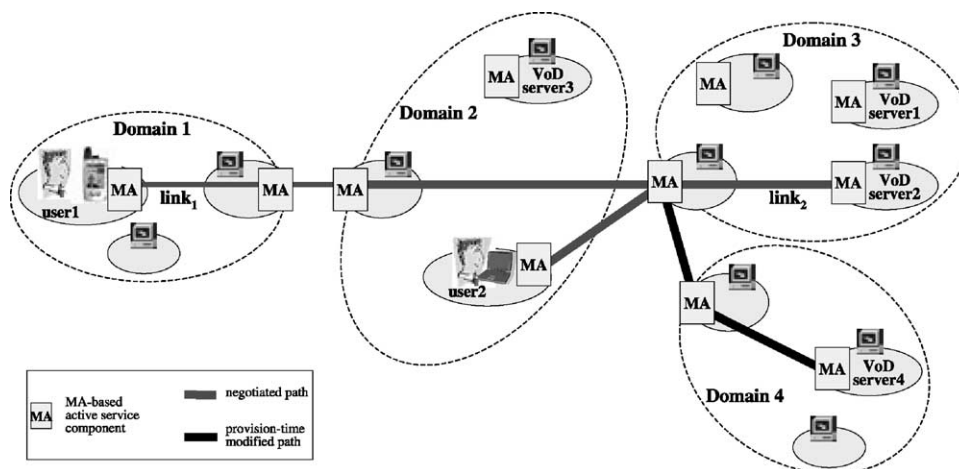 Domain 1
MA
user1
link1
MA
Domain 2
MA
VoD
server3
MA
MA
user2
Domain 3
MA
MA
VoD
server1
MA
MA
VoD
server2
link2
MA
MA
VoD
server4
Domain 4
MA
MA-based
active service
component
negotiated path
provision-time
modified path